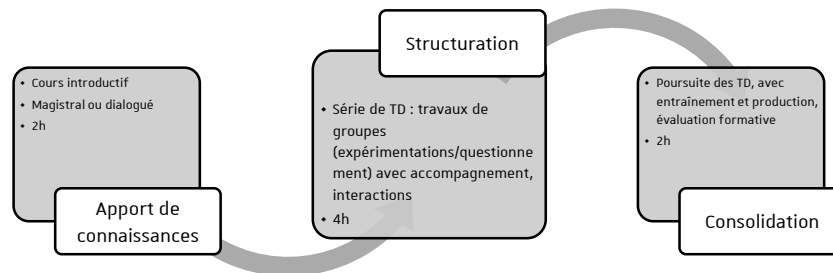 • Cours introductif
• Magistral ou dialogué
• 2h
Apport de
connaissances
Structuration
• Série de TD : travaux de
groupes
(expérimentations/questionne
ment) avec accompagnement,
interactions
• 4h
• Poursuite des TD, avec
entraînement et production,
évaluation formative
• 2h
Consolidation